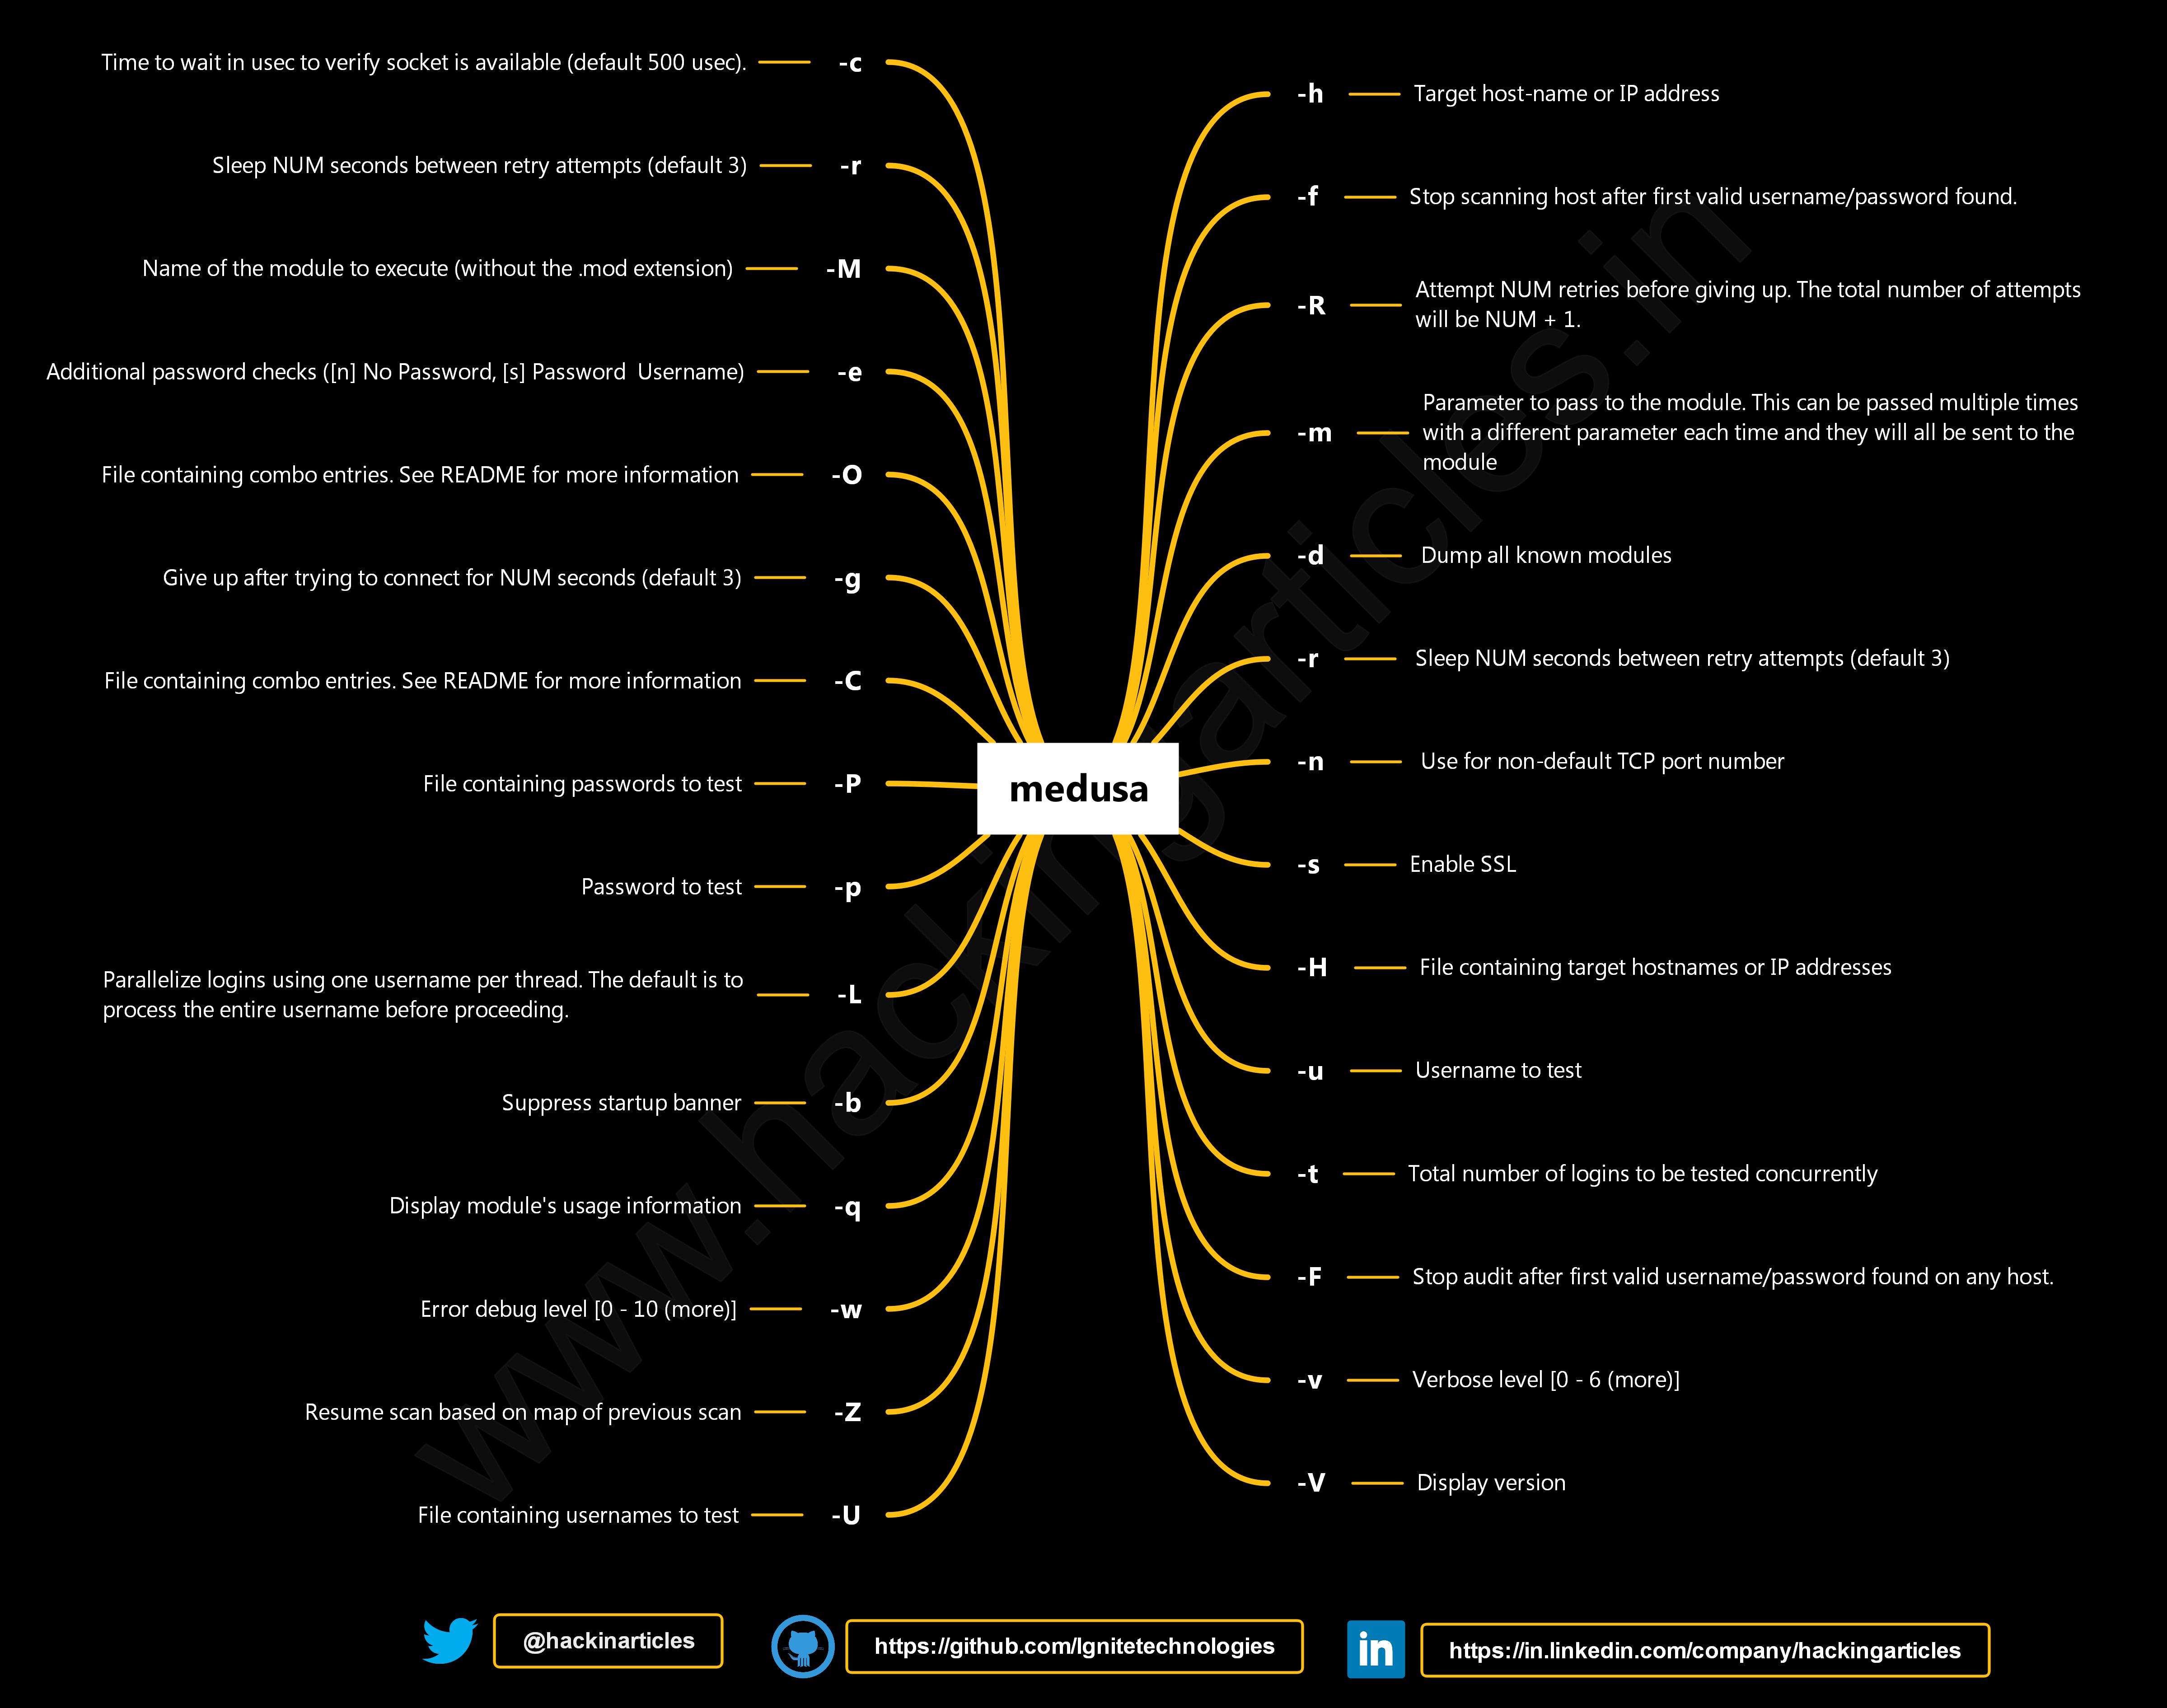 Time to wait in usec to verify socket is available (default 500 usec). -c
Sleep NUM seconds between retry attempts (default 3) -r
Name of the module to execute (without the .mod extension) -M
Additional password checks ([n] No Password, [s] Password  Username) -e
File containing combo entries. See README for more information -O
Give up after trying to connect for NUM seconds (default 3) -g
File containing combo entries. See README for more information -C
File containing passwords to test -P
Password to test -p
Parallelize logins using one username per thread. The default is to
process the entire username before proceeding. -L
Suppress startup banner -b
Display module's usage information -q
Error debug level [0 - 10 (more)] -w
Resume scan based on map of previous scan -Z
File containing usernames to test -U
medusa
-h Target host-name or IP address
-f Stop scanning host after first valid username/password found.
-R Attempt NUM retries before giving up. The total number of attempts
will be NUM + 1.
-m Parameter to pass to the module. This can be passed multiple times
with a different parameter each time and they will all be sent to the
module
-d Dump all known modules
-r Sleep NUM seconds between retry attempts (default 3)
-n Use for non-default TCP port number
-s Enable SSL
-H File containing target hostnames or IP addresses
-u Username to test
-t Total number of logins to be tested concurrently
-F Stop audit after first valid username/password found on any host.
-v Verbose level [0 - 6 (more)]
-V Display version
www.hackingarticles.in
@hackinarticles
https://github.com/Ignitetechnologies
in
https://in.linkedin.com/company/hackingarticles